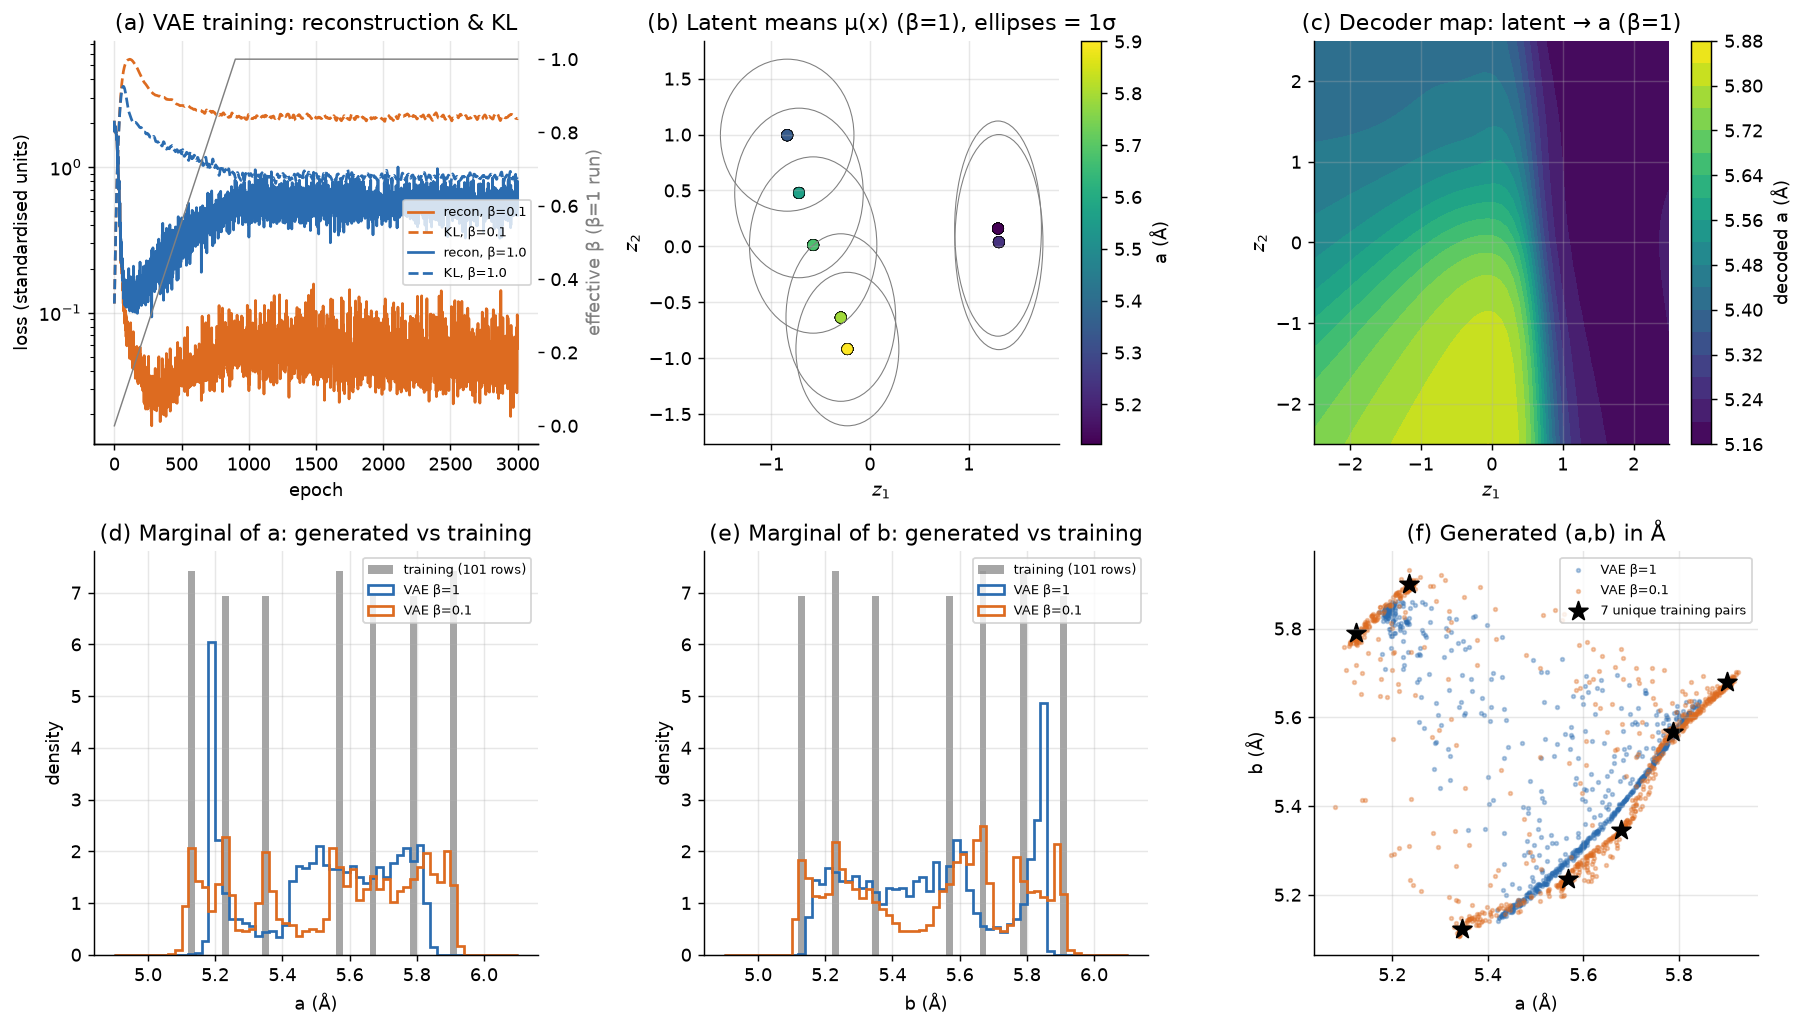 (a) VAE training: reconstruction & KL
loss (standardised units)
10⁰
10⁻¹
0
500
1000
1500
2000
2500
3000
epoch
1.0
0.8
0.6
0.4
0.2
0.0
effective β (β=1 run)
recon, β=0.1
KL, β=0.1
recon, β=1.0
KL, β=1.0
(b) Latent means μ(x) (β=1), ellipses = 1σ
z₂
1.5
1.0
0.5
0.0
−0.5
−1.0
−1.5
−1
0
1
z₁
5.9
5.8
5.7
5.6
5.5
5.4
5.3
5.2
a (Å)
(c) Decoder map: latent → a (β=1)
z₂
2
1
0
−1
−2
−2
−1
0
1
2
z₁
5.88
5.80
5.72
5.64
5.56
5.48
5.40
5.32
5.24
5.16
decoded a (Å)
(d) Marginal of a: generated vs training
density
7
6
5
4
3
2
1
0
5.0
5.2
5.4
5.6
5.8
6.0
a (Å)
training (101 rows)
VAE β=1
VAE β=0.1
(e) Marginal of b: generated vs training
density
7
6
5
4
3
2
1
0
5.0
5.2
5.4
5.6
5.8
6.0
b (Å)
training (101 rows)
VAE β=1
VAE β=0.1
(f) Generated (a,b) in Å
b (Å)
5.8
5.6
5.4
5.2
5.2
5.4
5.6
5.8
a (Å)
VAE β=1
VAE β=0.1
7 unique training pairs